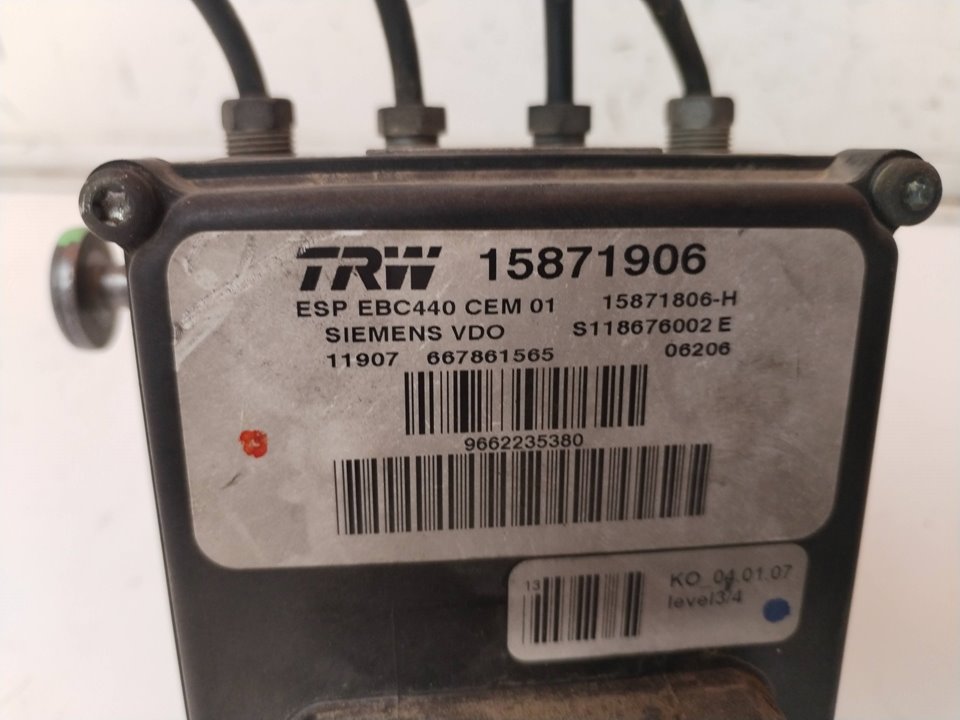 TRW 15871906
ESP EBC440 CEM 01 15871806-H
SIEMENS VDO S118676002 E
11907 667861565 06206
9662235380
13 KO_04.01.07
level3/4